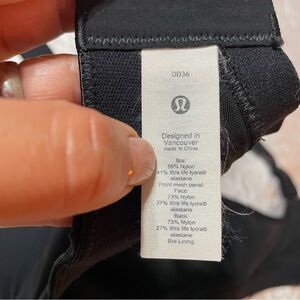 DD36
Designed in
Vancouver
made in China
Bra:
59% Nylon
41% Xtra life lycra®
elastane
Front mesh panel:
Face:
73% Nylon
27% Xtra life lycra®
elastane
Back:
73% Nylon
27% Xtra life lycra®
elastane
Bra Lining